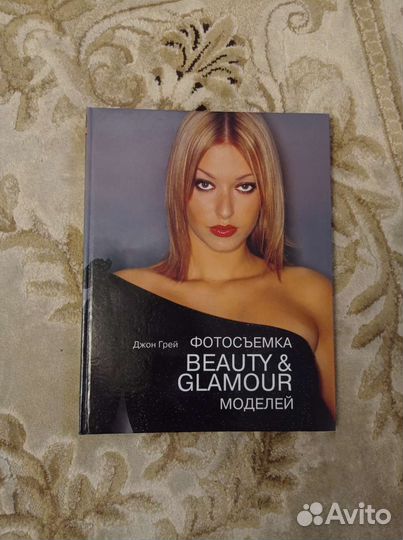 Джон Грей ФОТОСЪЕМКА
BEAUTY &
GLAMOUR
МОДЕЛЕЙ
Avito